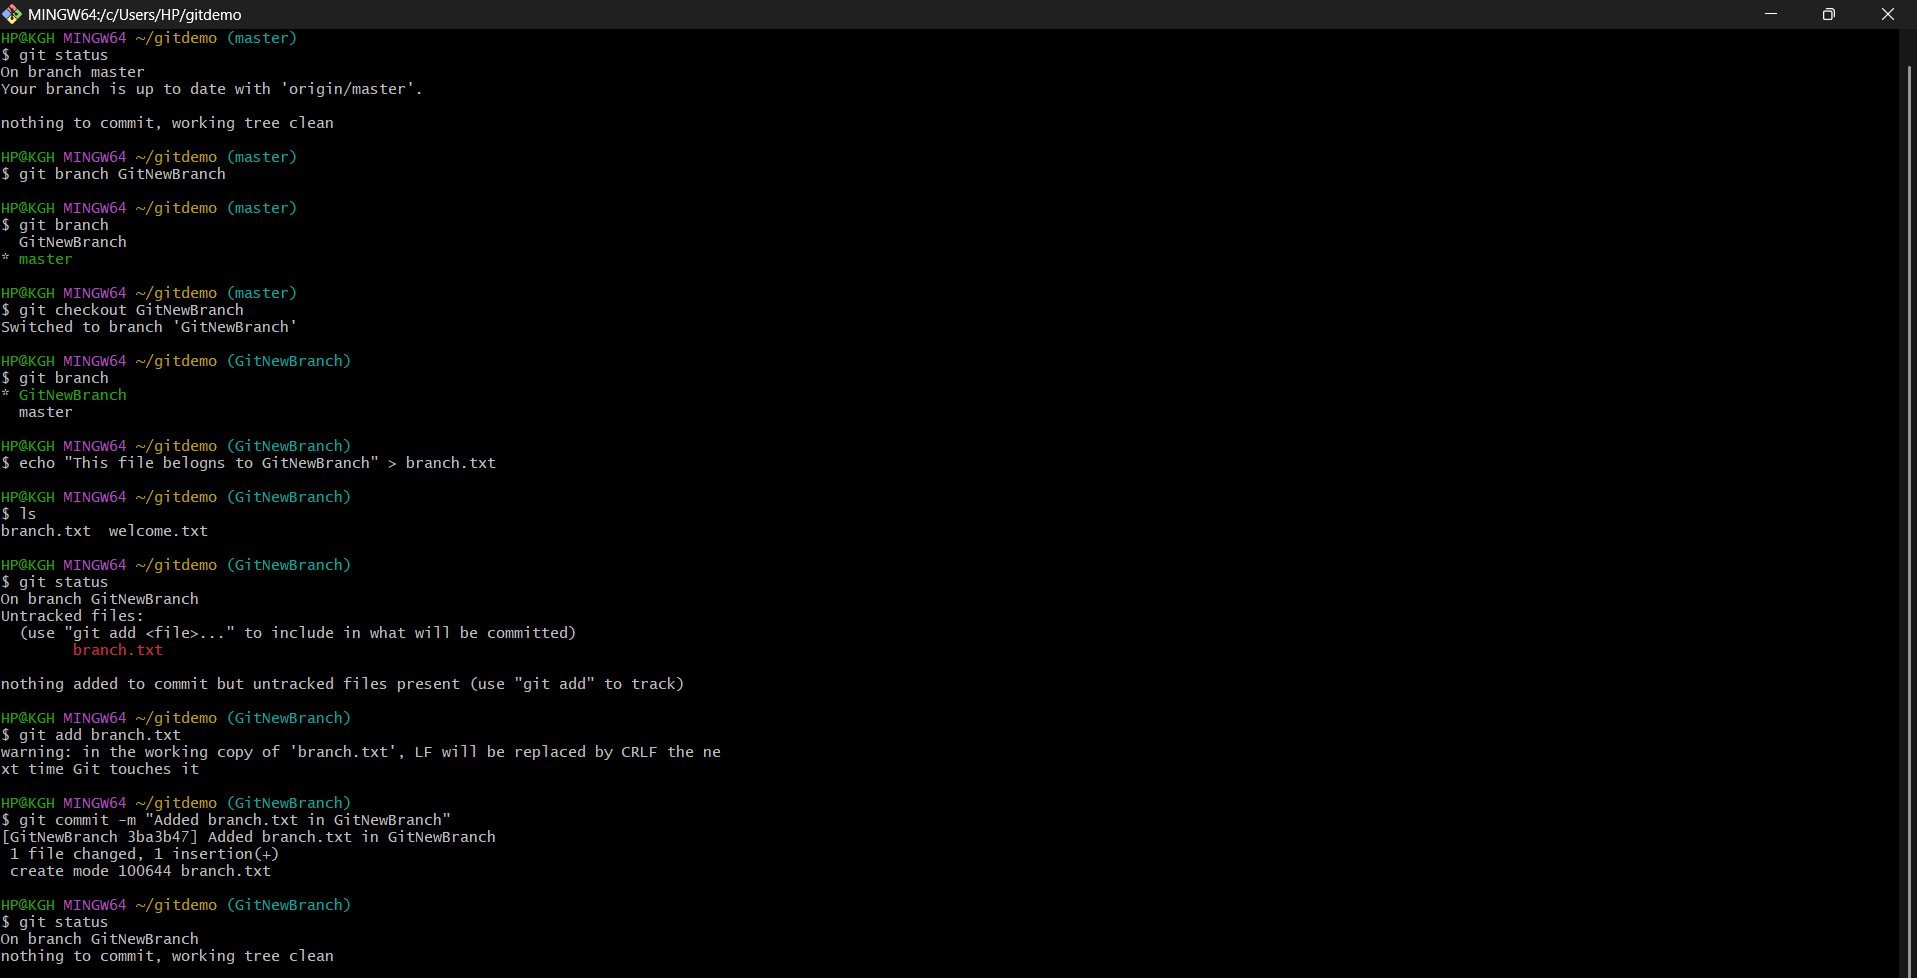 MINGW64:/c/Users/HP/gitdemo
HP@KGH MINGW64 ~/gitdemo (master)
$ git status
On branch master
Your branch is up to date with 'origin/master'.
nothing to commit, working tree clean
HP@KGH MINGW64 ~/gitdemo (master)
$ git branch GitNewBranch
HP@KGH MINGW64 ~/gitdemo (master)
$ git branch
  GitNewBranch
* master
HP@KGH MINGW64 ~/gitdemo (master)
$ git checkout GitNewBranch
Switched to branch 'GitNewBranch'
HP@KGH MINGW64 ~/gitdemo (GitNewBranch)
$ git branch
* GitNewBranch
  master
HP@KGH MINGW64 ~/gitdemo (GitNewBranch)
$ echo "This file belogns to GitNewBranch" > branch.txt
HP@KGH MINGW64 ~/gitdemo (GitNewBranch)
$ ls
branch.txt  welcome.txt
HP@KGH MINGW64 ~/gitdemo (GitNewBranch)
$ git status
On branch GitNewBranch
Untracked files:
  (use "git add <file>..." to include in what will be committed)
        branch.txt
nothing added to commit but untracked files present (use "git add" to track)
HP@KGH MINGW64 ~/gitdemo (GitNewBranch)
$ git add branch.txt
warning: in the working copy of 'branch.txt', LF will be replaced by CRLF the ne
xt time Git touches it
HP@KGH MINGW64 ~/gitdemo (GitNewBranch)
$ git commit -m "Added branch.txt in GitNewBranch"
[GitNewBranch 3ba3b47] Added branch.txt in GitNewBranch
 1 file changed, 1 insertion(+)
 create mode 100644 branch.txt
HP@KGH MINGW64 ~/gitdemo (GitNewBranch)
$ git status
On branch GitNewBranch
nothing to commit, working tree clean